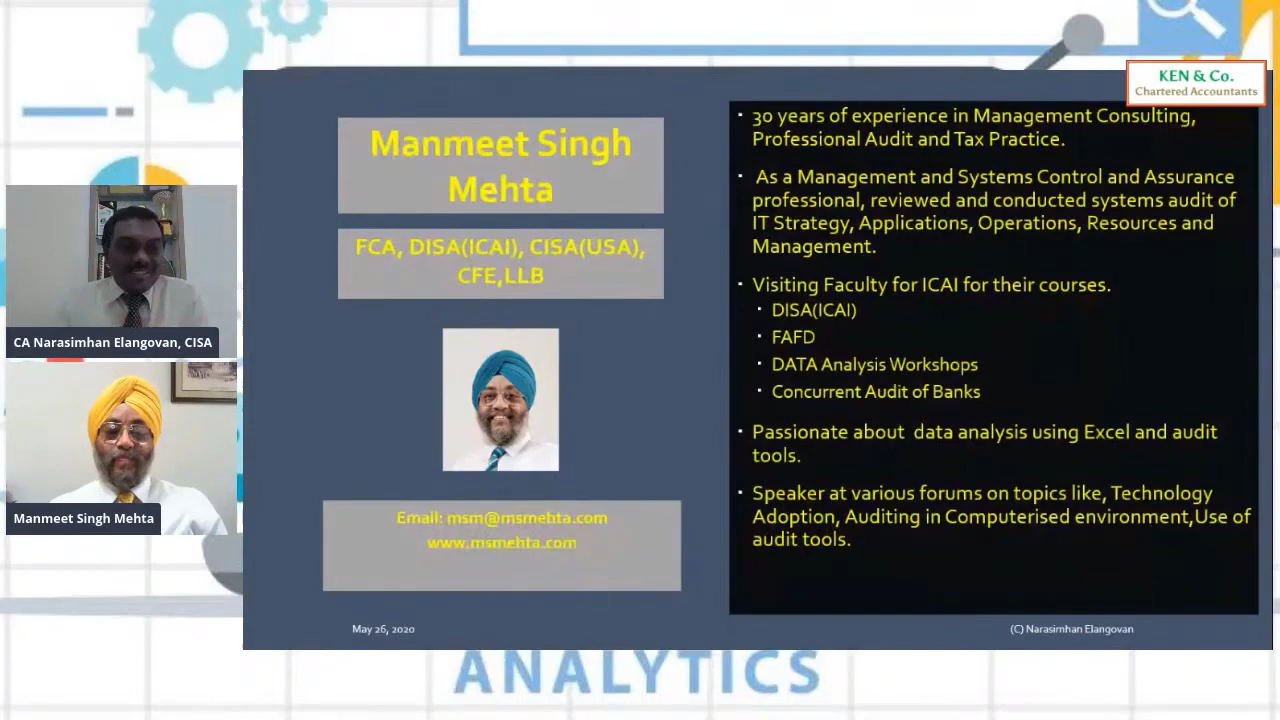 KEN & Co.
Chartered Accountants
Manmeet Singh
Mehta
FCA, DISA(ICAI), CISA(USA),
CFE,LLB
Email: msm@msmehta.com
www.msmehta.com
30 years of experience in Management Consulting,
Professional Audit and Tax Practice.
As a Management and Systems Control and Assurance
professional, reviewed and conducted systems audit of
IT Strategy, Applications, Operations, Resources and
Management.
Visiting Faculty for ICAI for their courses.
DISA(ICAI)
FAFD
DATA Analysis Workshops
Concurrent Audit of Banks
Passionate about data analysis using Excel and audit
tools.
Speaker at various forums on topics like, Technology
Adoption, Auditing in Computerised environment,Use of
audit tools.
May 26, 2020
(C) Narasimhan Elangovan
CA Narasimhan Elangovan, CISA
Manmeet Singh Mehta
ANALYTICS